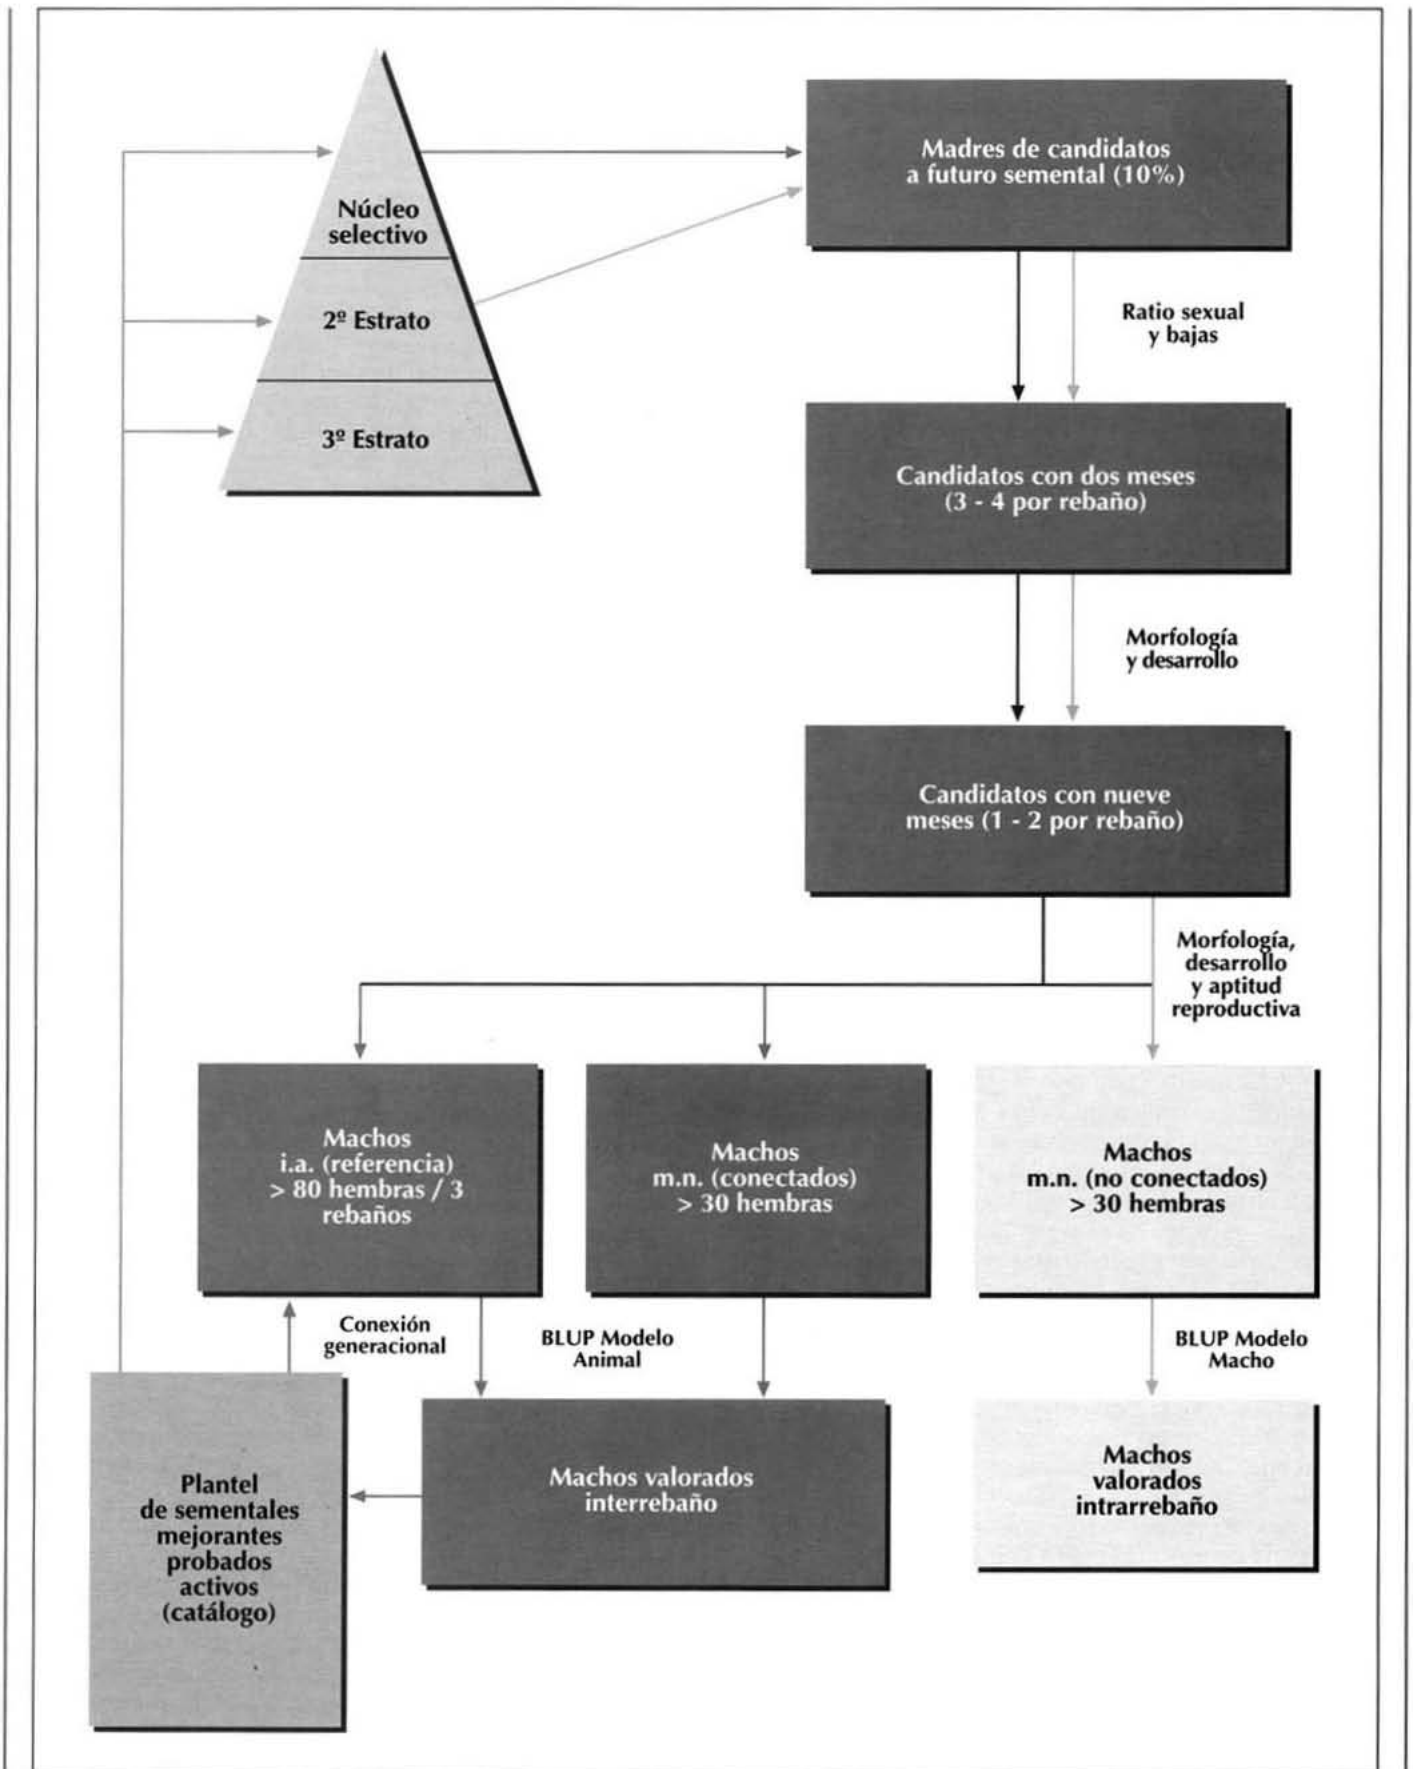 Núcleo
selectivo
2º Estrato
3º Estrato
Madres de candidatos
a futuro semental (10%)
Ratio sexual
y bajas
Candidatos con dos meses
(3 - 4 por rebaño)
Morfología
y desarrollo
Candidatos con nueve
meses (1 - 2 por rebaño)
Morfología,
desarrollo
y aptitud
reproductiva
Machos
i.a. (referencia)
> 80 hembras / 3
rebaños
Machos
m.n. (conectados)
> 30 hembras
Machos
m.n. (no conectados)
> 30 hembras
Conexión
generacional
BLUP Modelo
Animal
BLUP Modelo
Macho
Plantel
de sementales
mejorantes
probados
activos
(catálogo)
Machos valorados
interrebaño
Machos
valorados
intrarrebaño